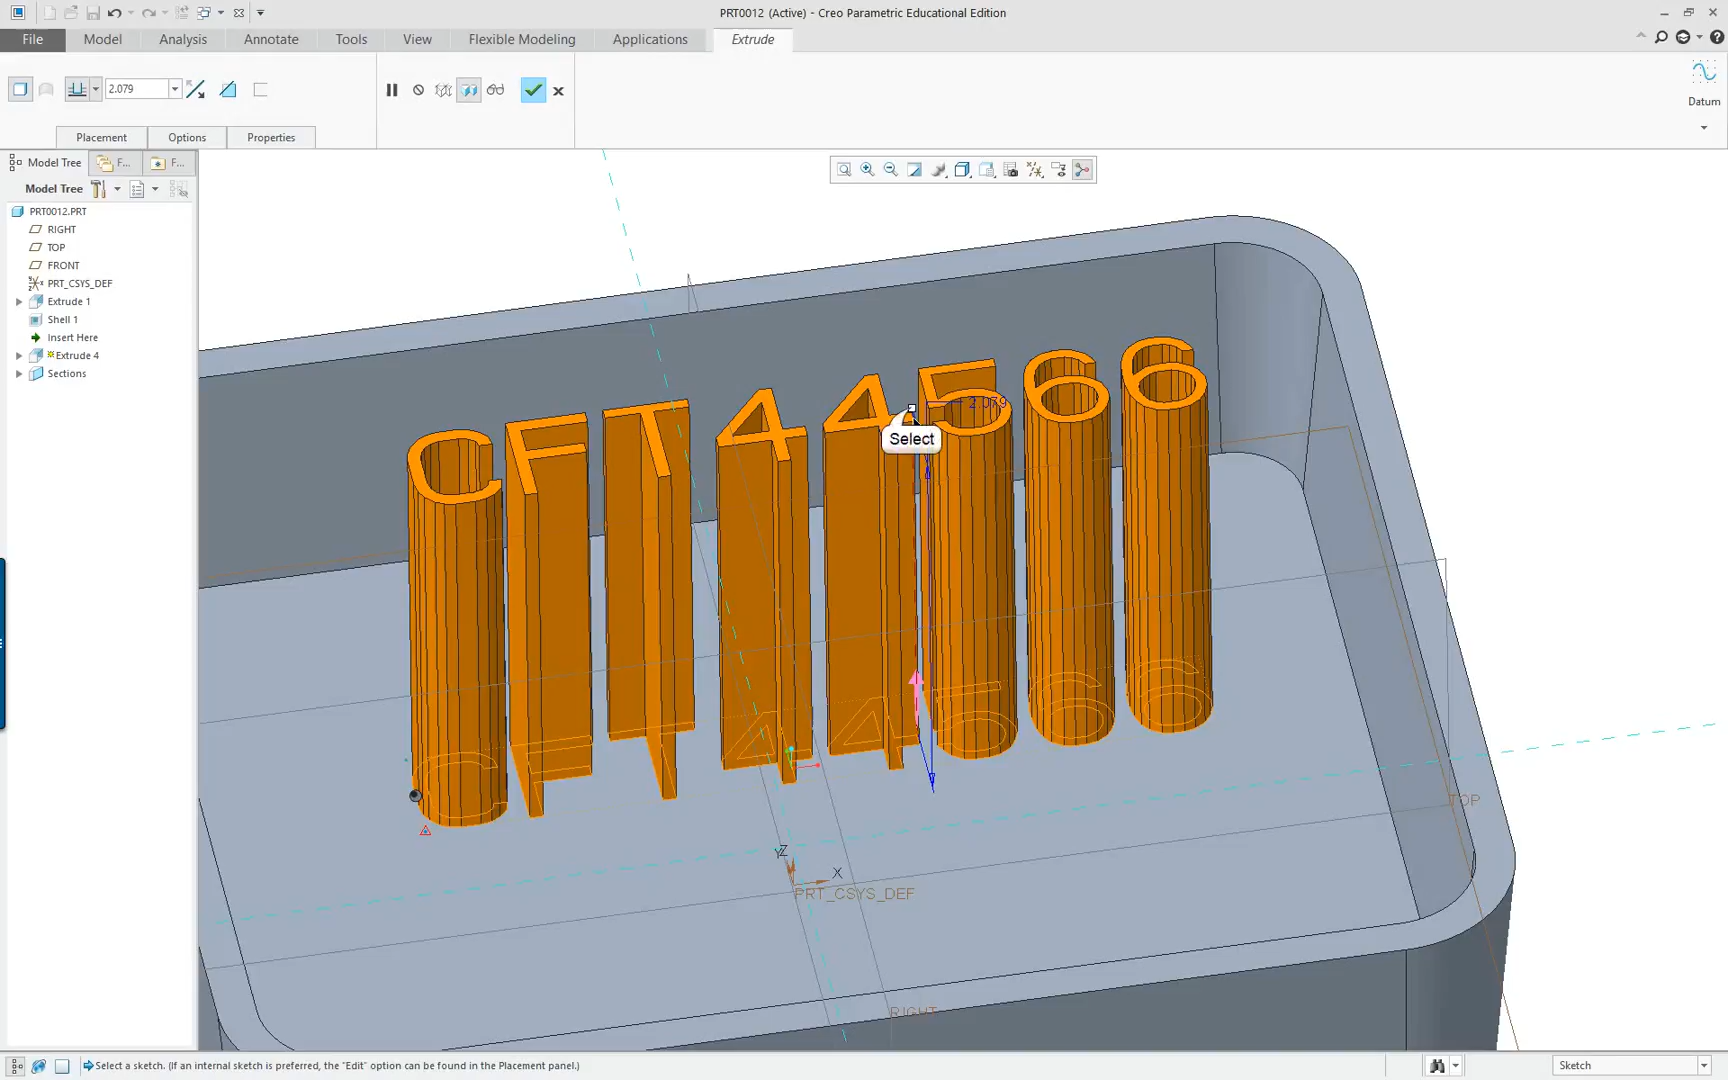 PRT0012 (Active) - Creo Parametric Educational Edition
File Model Analysis Annotate Tools View Flexible Modeling Applications Extrude
2.079
Datum
Placement Options Properties
Model Tree F... F...
Model Tree
PRT0012.PRT
RIGHT
TOP
FRONT
PRT_CSYS_DEF
Extrude 1
Shell 1
Insert Here
Extrude 4
Sections
CFT44566
2.079
Select
TOP
Z
Y
X
PRT_CSYS_DEF
RIGHT
Select a sketch. (If an internal sketch is preferred, the "Edit" option can be found in the Placement panel.)
Sketch